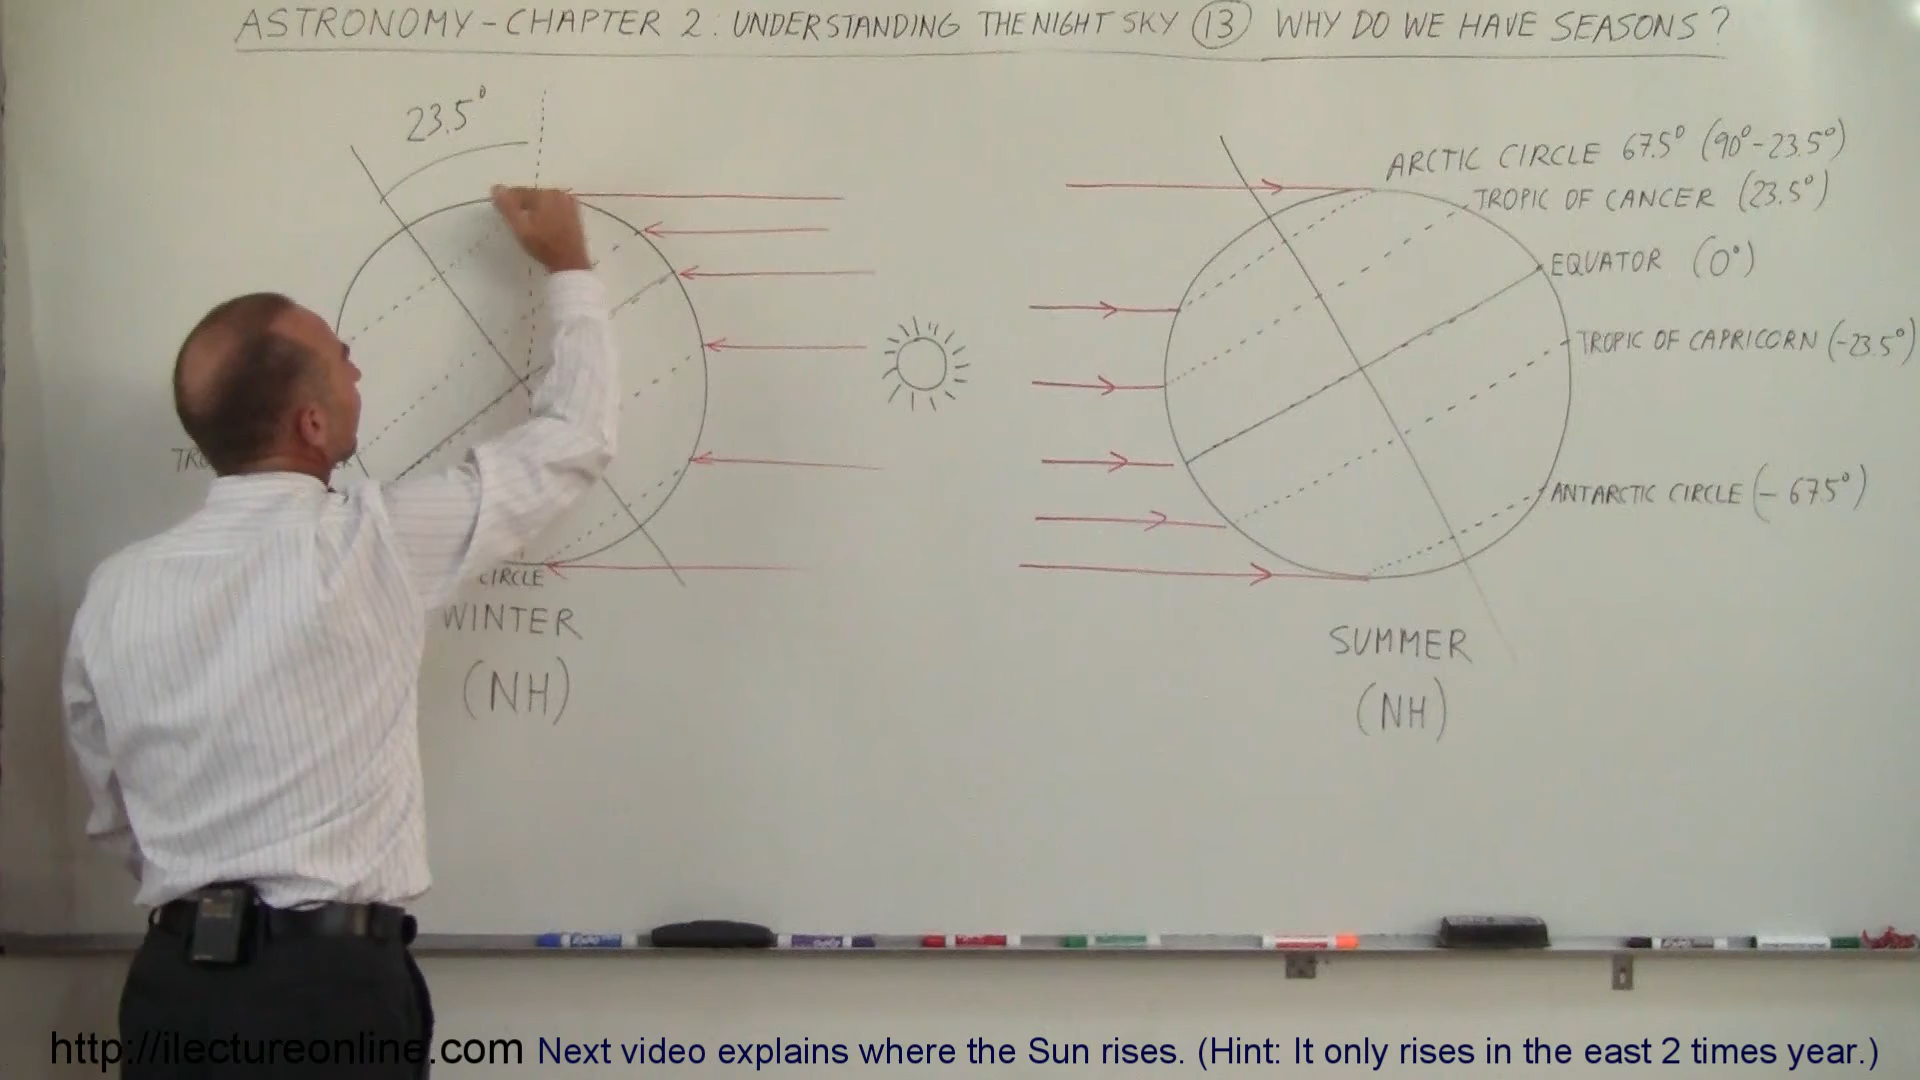 ASTRONOMY - CHAPTER 2: UNDERSTANDING THE NIGHT SKY (13) WHY DO WE HAVE SEASONS?
23.5°
ARCTIC CIRCLE 67.5° (90°-23.5°)
TROPIC OF CANCER (23.5°)
EQUATOR (0°)
TROPIC OF CAPRICORN (-23.5°)
ANTARCTIC CIRCLE (- 67.5°)
CIRCLE
WINTER
(NH)
SUMMER
(NH)
http://ilectureonline.com Next video explains where the Sun rises. (Hint: It only rises in the east 2 times year.)